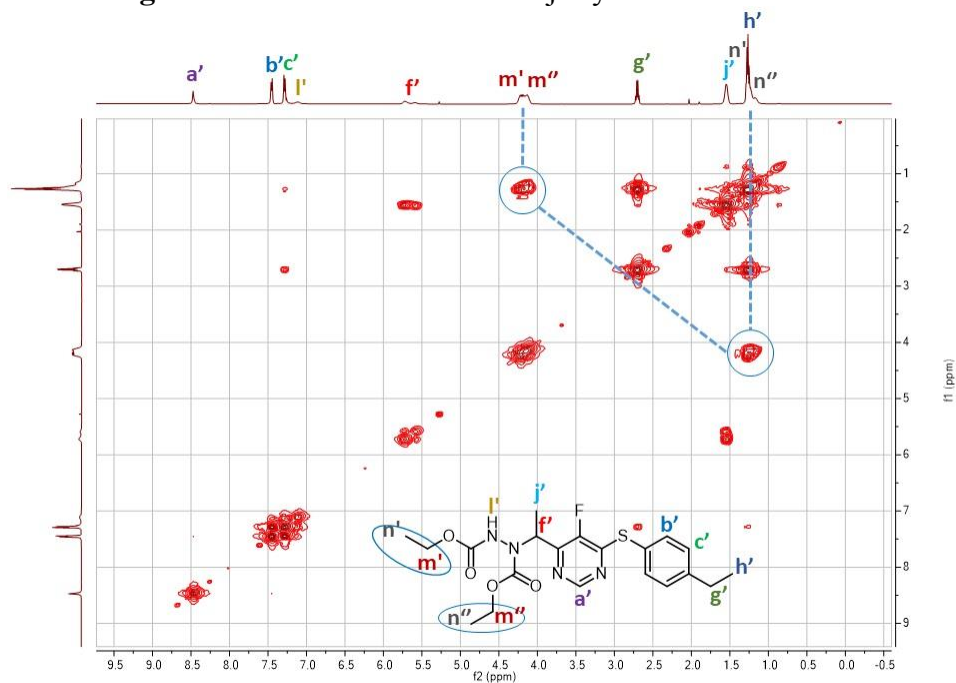 h'
n'
a' b' c' l' f' m' m" g' j' n"
1
2
3
4
5
6
7
8
9
f1 (ppm)
j'
l'
H
F
f'
n' O N S b'
m' O N c'
O O N N h'
n" m" a' g'
9.5 9.0 8.5 8.0 7.5 7.0 6.5 6.0 5.5 5.0 4.5 4.0 3.5 3.0 2.5 2.0 1.5 1.0 0.5 0.0 -0.5
f2 (ppm)